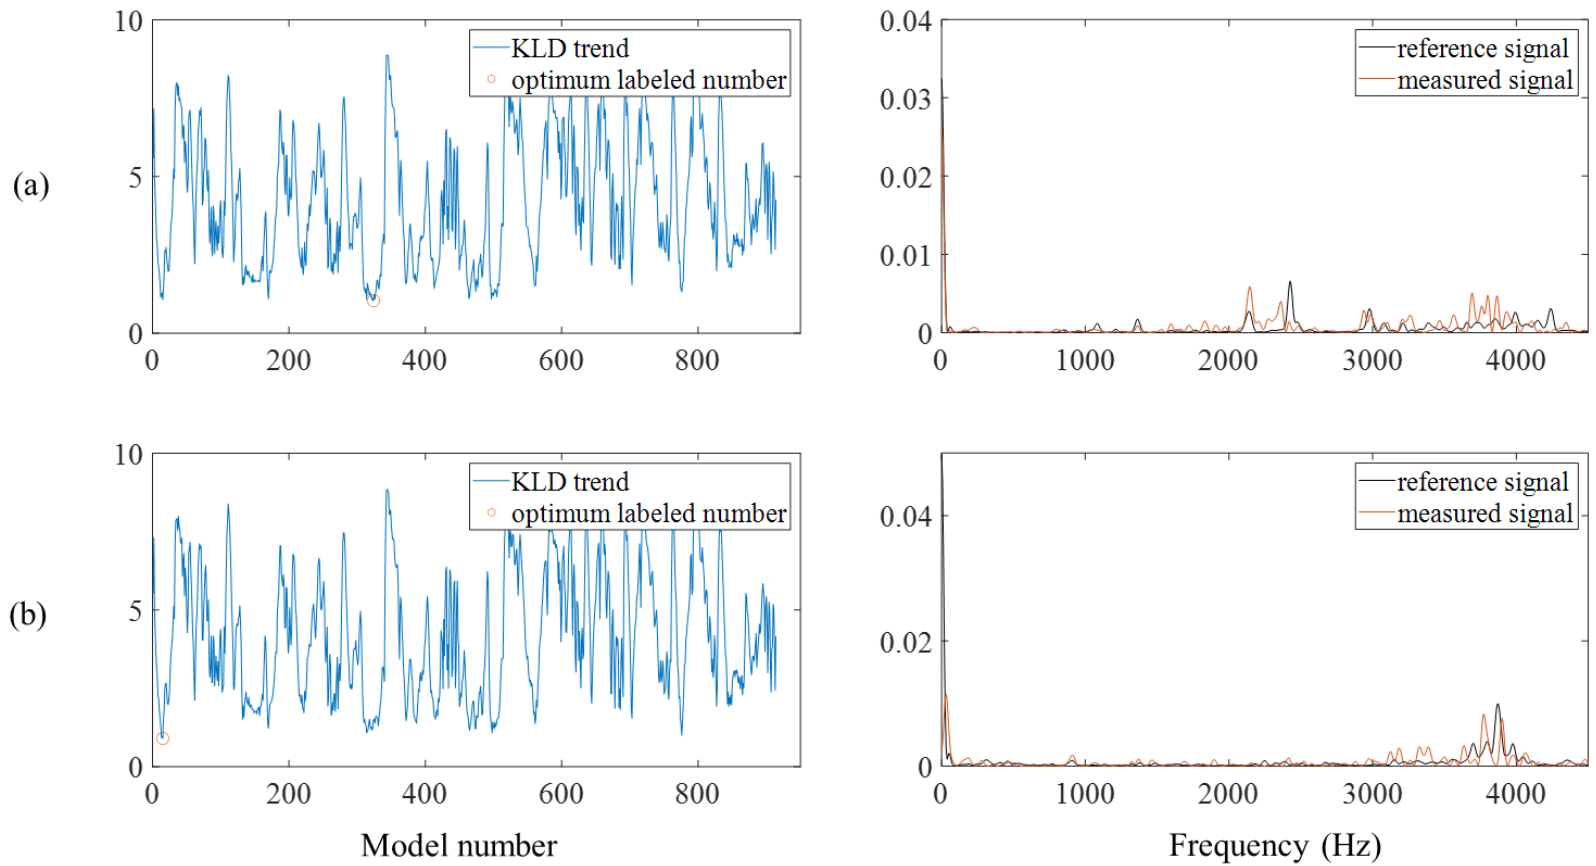 (a)
10
5
0
0 200 400 600 800
KLD trend
optimum labeled number
0.04
0.03
0.02
0.01
0
0 1000 2000 3000 4000
reference signal
measured signal
(b)
10
5
0
0 200 400 600 800
KLD trend
optimum labeled number
Model number
0.04
0.02
0
0 1000 2000 3000 4000
reference signal
measured signal
Frequency (Hz)